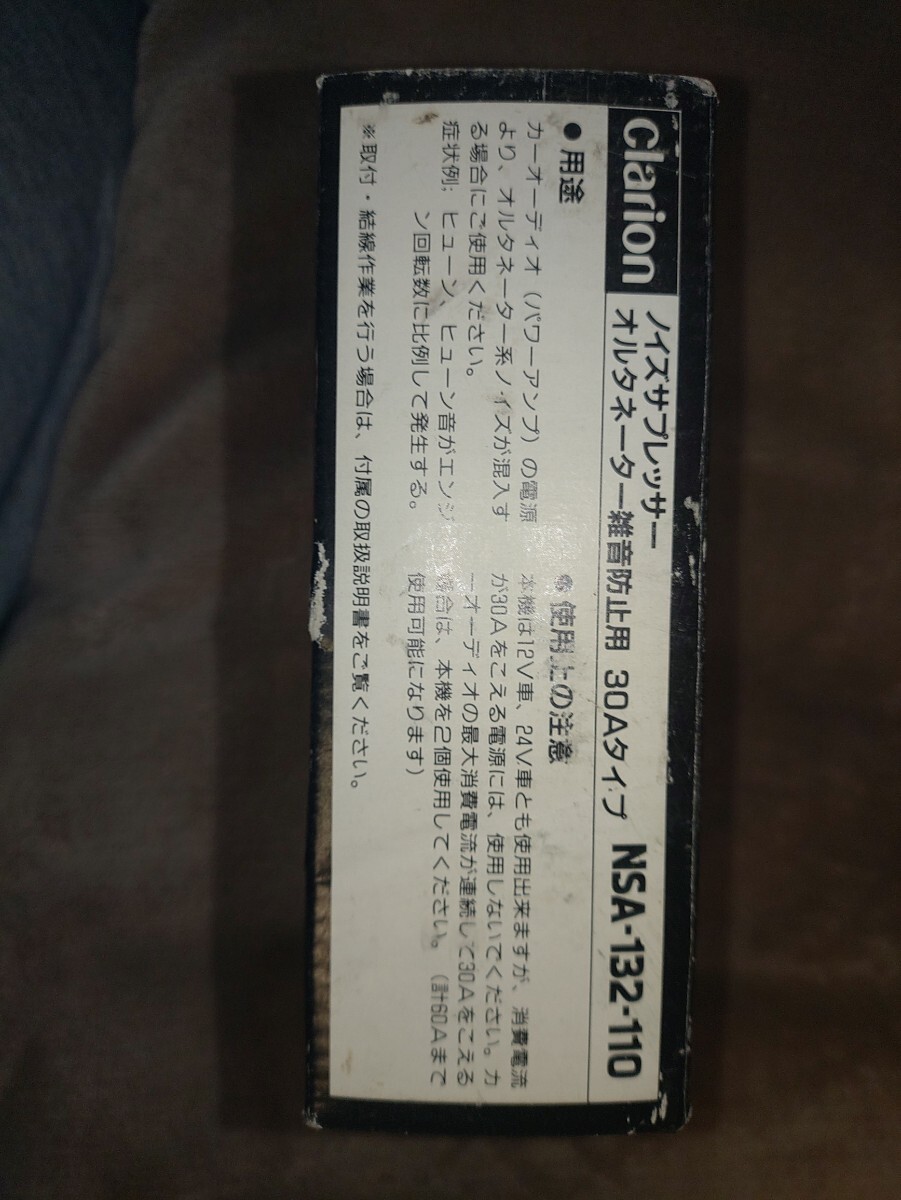 Clarion
ノイズサプレッサー
オルタネーター雑音防止用 30Aタイプ NSA-132-110
●用途
カーオーディオ（パワーアンプ）の電源
より、オルタネーター系ノイズが混入す
る場合にご使用ください。
症状例; ヒューン、ヒューン音がエンジ
ン回転数に比例して発生する。
●使用上の注意
本機は12V車、24V車とも使用出来ますが、消費電流
が30Aをこえる電源には、使用しないでください。カ
ーオーディオの最大消費電流が連続して30Aをこえる
場合は、本機を2個使用してください。（計60Aまで
使用可能になります）
※取付・結線作業を行う場合は、付属の取扱説明書をご覧ください。